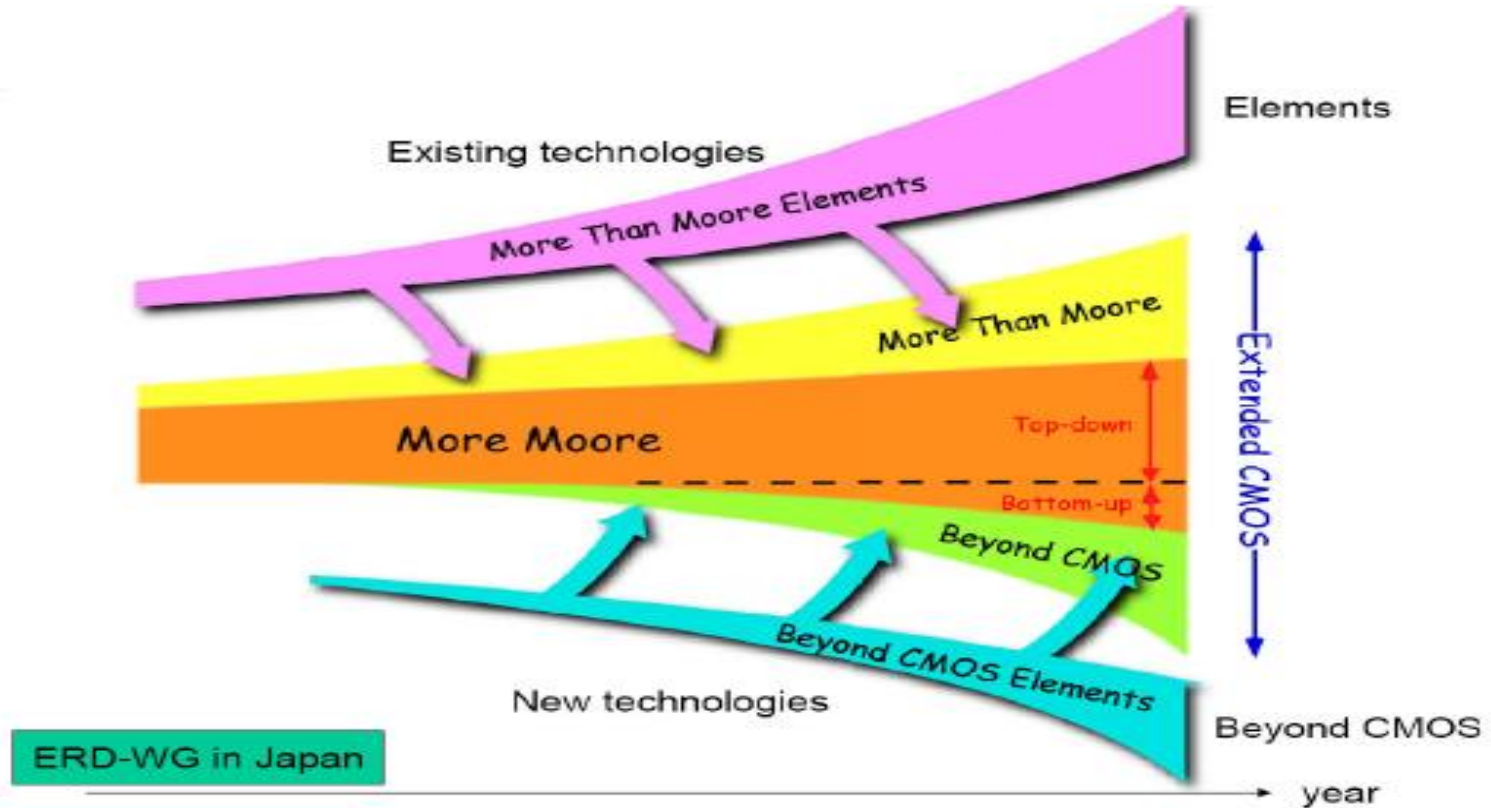 Elements
Existing technologies
More Than Moore Elements
More Than Moore
Extended CMOS
More Moore
Top-down
Bottom-up
Beyond CMOS
Beyond CMOS Elements
New technologies
Beyond CMOS
ERD-WG in Japan
year